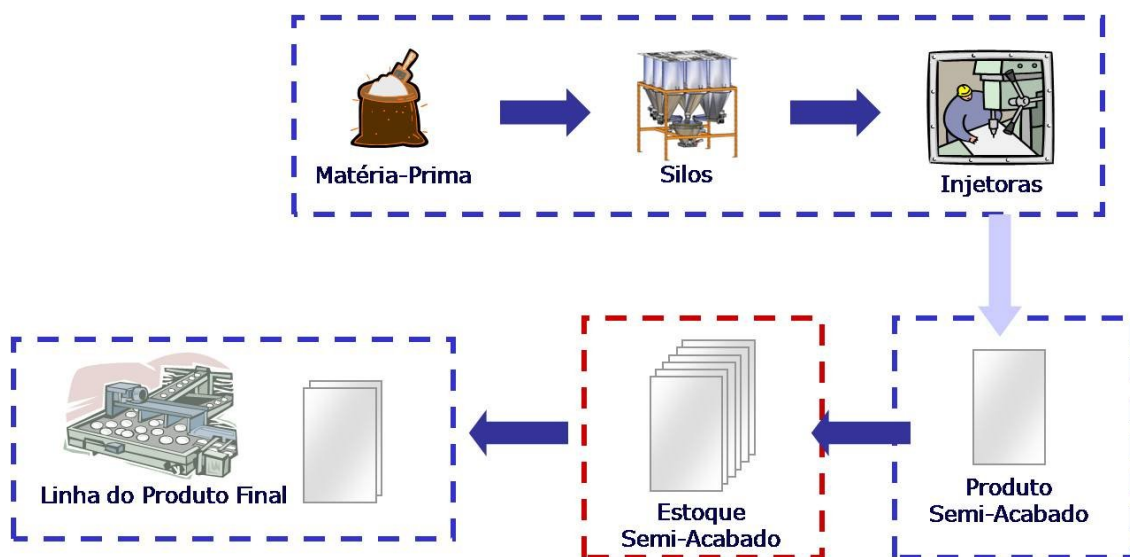 Matéria-Prima
Silos
Injetoras
Linha do Produto Final
Estoque
Semi-Acabado
Produto
Semi-Acabado